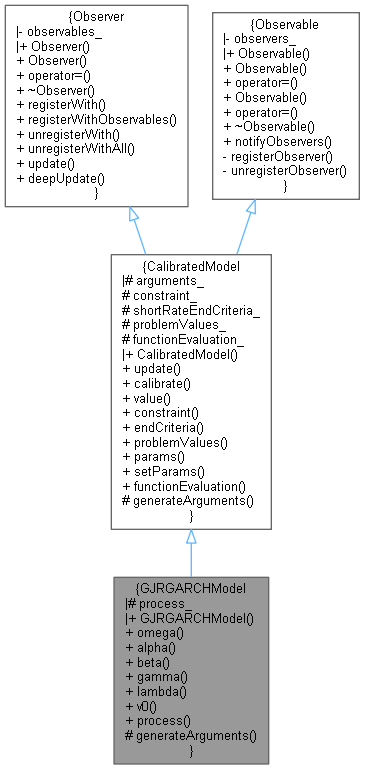 {Observer
|- observables_
|+ Observer()
+ Observer()
+ operator=()
+ ~Observer()
+ registerWith()
+ registerWithObservables()
+ unregisterWith()
+ unregisterWithAll()
+ update()
+ deepUpdate()
}
{Observable
|- observers_
|+ Observable()
+ Observable()
+ operator=()
+ Observable()
+ operator=()
+ ~Observable()
+ notifyObservers()
- registerObserver()
- unregisterObserver()
}
{CalibratedModel
|# arguments_
# constraint_
# shortRateEndCriteria_
# problemValues_
# functionEvaluation_
|+ CalibratedModel()
+ update()
+ calibrate()
+ value()
+ constraint()
+ endCriteria()
+ problemValues()
+ params()
+ setParams()
+ functionEvaluation()
# generateArguments()
}
{GJRGARCHModel
|# process_
|+ GJRGARCHModel()
+ omega()
+ alpha()
+ beta()
+ gamma()
+ lambda()
+ v0()
+ process()
# generateArguments()
}